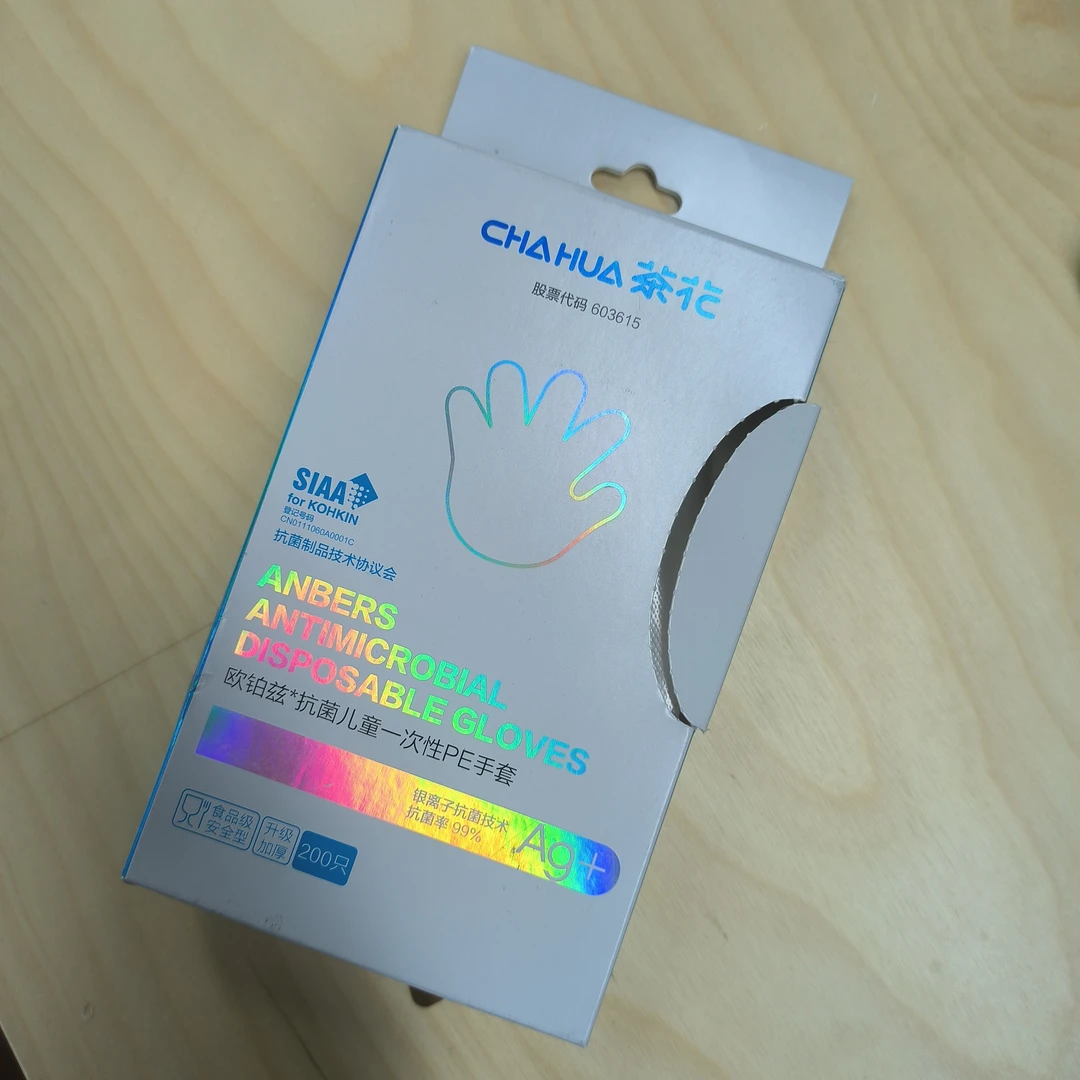 CHAHUA 茶花
股票代码 603615
SIAA
for KOHKIN
登记号码
CN0111060A0001C
抗菌制品技术协议会
ANBERS
ANTIMICROBIAL
DISPOSABLE GLOVES
欧铂兹*抗菌儿童一次性PE手套
银离子抗菌技术
抗菌率 99%
Ag+
食品级
安全型
升级
加厚
200只